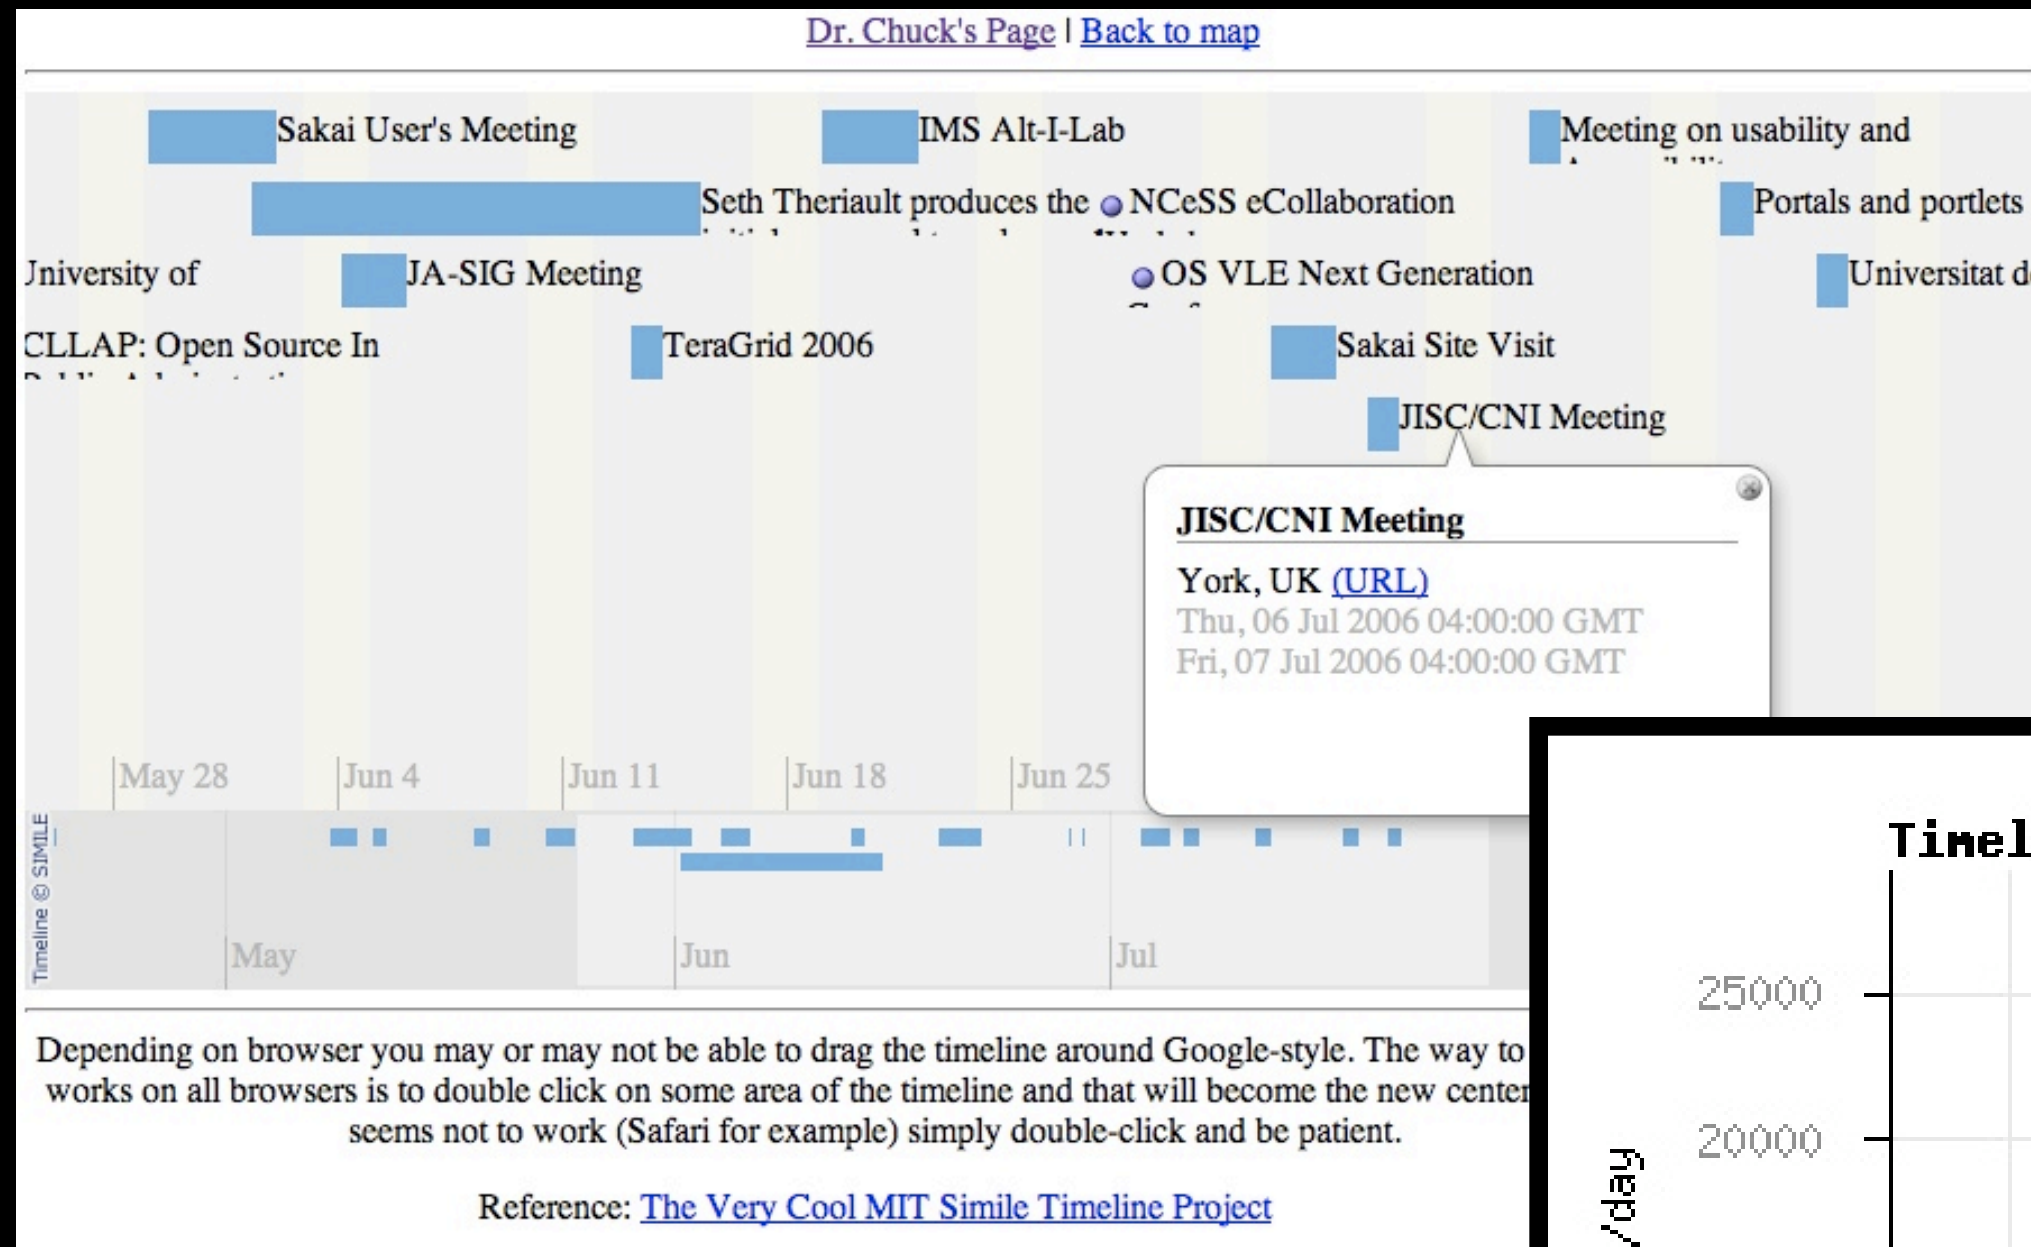 Dr. Chuck's Page | Back to map
Sakai User's Meeting
IMS Alt-I-Lab
Meeting on usability and
Seth Theriault produces the
NCeSS eCollaboration
Portals and portlets
University of
JA-SIG Meeting
OS VLE Next Generation
Universitat de
CLLAP: Open Source In
TeraGrid 2006
Sakai Site Visit
JISC/CNI Meeting
JISC/CNI Meeting
York, UK (URL)
Thu, 06 Jul 2006 04:00:00 GMT
Fri, 07 Jul 2006 04:00:00 GMT
May 28
Jun 4
Jun 11
Jun 18
Jun 25
Timeline © SIMILE
May
Jun
Jul
Depending on browser you may or may not be able to drag the timeline around Google-style. The way to
works on all browsers is to double click on some area of the timeline and that will become the new center
seems not to work (Safari for example) simply double-click and be patient.
Reference: The Very Cool MIT Simile Timeline Project
Timel
25000
20000
/day